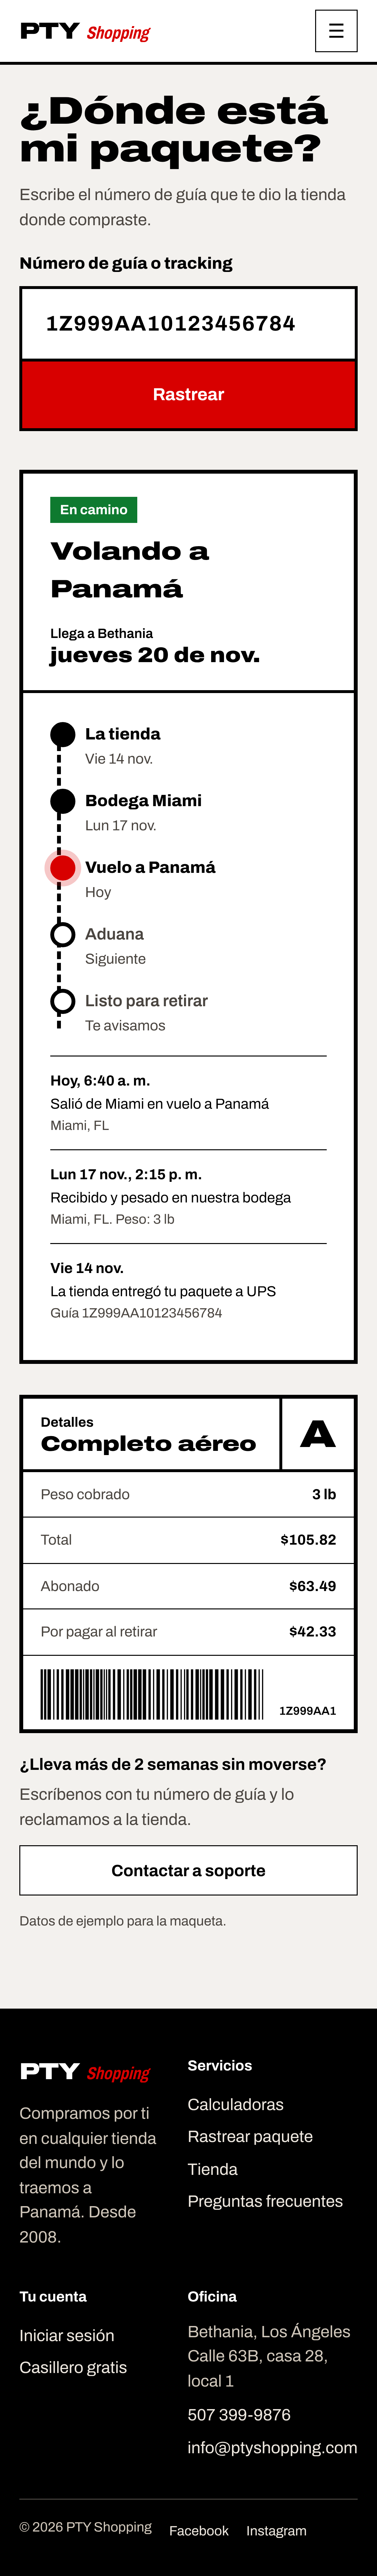 PTY Shopping
☰
¿Dónde está
mi paquete?
Escribe el número de guía que te dio la tienda
donde compraste.
Número de guía o tracking
1Z999AA10123456784
Rastrear
En camino
Volando a
Panamá
Llega a Bethania
jueves 20 de nov.
La tienda
Vie 14 nov.
Bodega Miami
Lun 17 nov.
Vuelo a Panamá
Hoy
Aduana
Siguiente
Listo para retirar
Te avisamos
Hoy, 6:40 a. m.
Salió de Miami en vuelo a Panamá
Miami, FL
Lun 17 nov., 2:15 p. m.
Recibido y pesado en nuestra bodega
Miami, FL. Peso: 3 lb
Vie 14 nov.
La tienda entregó tu paquete a UPS
Guía 1Z999AA10123456784
Detalles
Completo aéreo
A
Peso cobrado 3 lb
Total $105.82
Abonado $63.49
Por pagar al retirar $42.33
1Z999AA1
¿Lleva más de 2 semanas sin moverse?
Escríbenos con tu número de guía y lo
reclamamos a la tienda.
Contactar a soporte
Datos de ejemplo para la maqueta.
PTY Shopping
Compramos por ti
en cualquier tienda
del mundo y lo
traemos a
Panamá. Desde
2008.
Servicios
Calculadoras
Rastrear paquete
Tienda
Preguntas frecuentes
Tu cuenta
Iniciar sesión
Casillero gratis
Oficina
Bethania, Los Ángeles
Calle 63B, casa 28,
local 1
507 399-9876
info@ptyshopping.com
© 2026 PTY Shopping Facebook Instagram